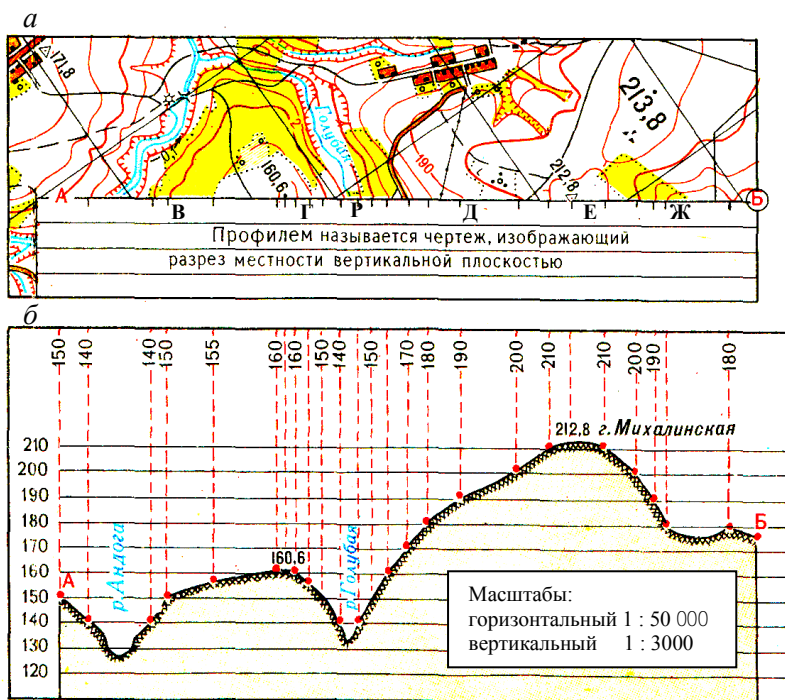 а
171,8
0,1
Голубая
160,6
190
213,8
212,8
А В Г Р Д Е Ж Б
Профилем называется чертеж, изображающий
разрез местности вертикальной плоскостью
б
150 140 140 150 155 160 160 150 140 150 170 180 190 200 210 210 200 190 180
212,8 г. Михалинская
210
200
190
180
170
160
150
140
130
120
А
р.Андога
160,6
р.Голубая
Б
Масштабы:
горизонтальный 1 : 50 000
вертикальный 1 : 3000